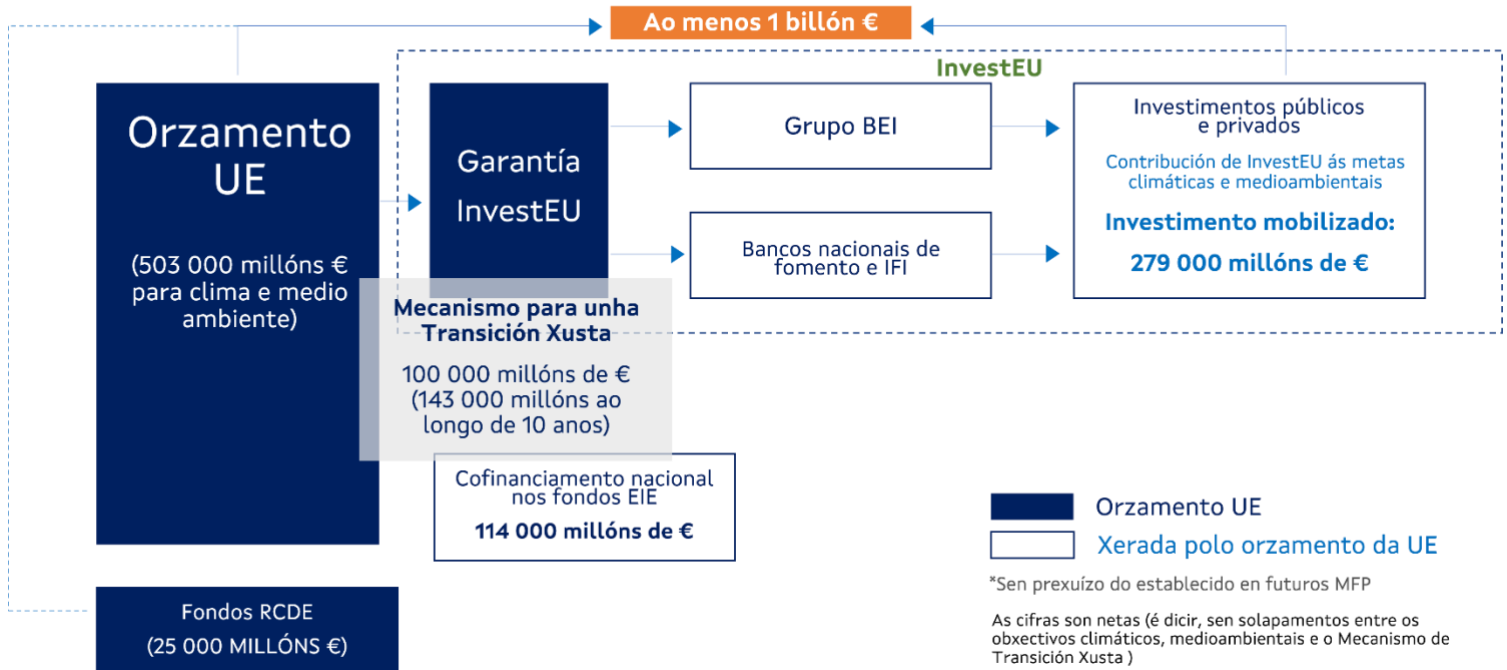 Ao menos 1 billón €
InvestEU
Orzamento
UE
(503 000 millóns €
para clima e medio
ambiente)
Garantía
InvestEU
Grupo BEI
Bancos nacionais de
fomento e IFI
Investimentos públicos
e privados
Contribución de InvestEU ás metas
climáticas e medioambientais
Investimento mobilizado:
279 000 millóns de €
Mecanismo para unha
Transición Xusta
100 000 millóns de €
(143 000 millóns ao
longo de 10 anos)
Cofinanciamento nacional
nos fondos EIE
114 000 millóns de €
Fondos RCDE
(25 000 MILLÓNS €)
Orzamento UE
Xerada polo orzamento da UE
*Sen prexuízo do establecido en futuros MFP
As cifras son netas (é dicir, sen solapamentos entre os
obxectivos climáticos, medioambientais e o Mecanismo de
Transición Xusta )